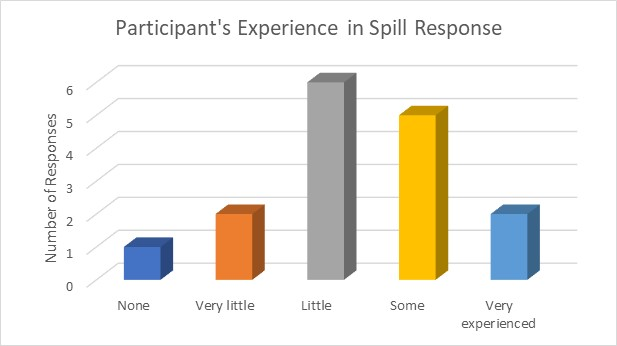 Participant's Experience in Spill Response
Number of Responses
6
5
4
3
2
1
0
None
Very little
Little
Some
Very
experienced